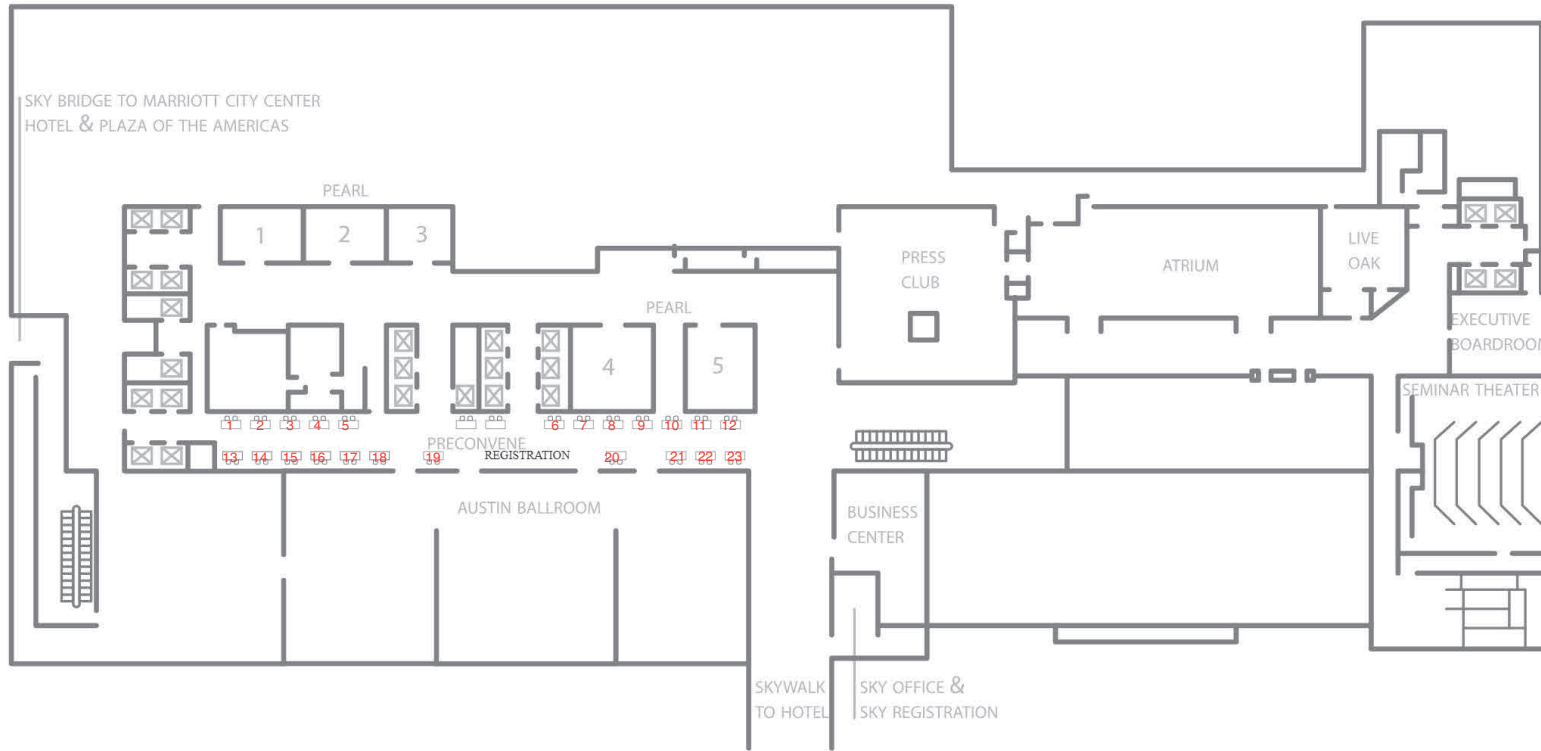 SKY BRIDGE TO MARRIOTT CITY CENTER
HOTEL & PLAZA OF THE AMERICAS
PEARL
1 2 3
PRESS
CLUB
ATRIUM
LIVE
OAK
PEARL
4 5
EXECUTIVE
BOARDROOM
SEMINAR THEATER
1 2 3 4 5 6 7 8 9 10 11 12
PRECONVENE
13 14 15 16 17 18 19 REGISTRATION 20 21 22 23
AUSTIN BALLROOM
BUSINESS
CENTER
SKYWALK
TO HOTEL
SKY OFFICE &
SKY REGISTRATION